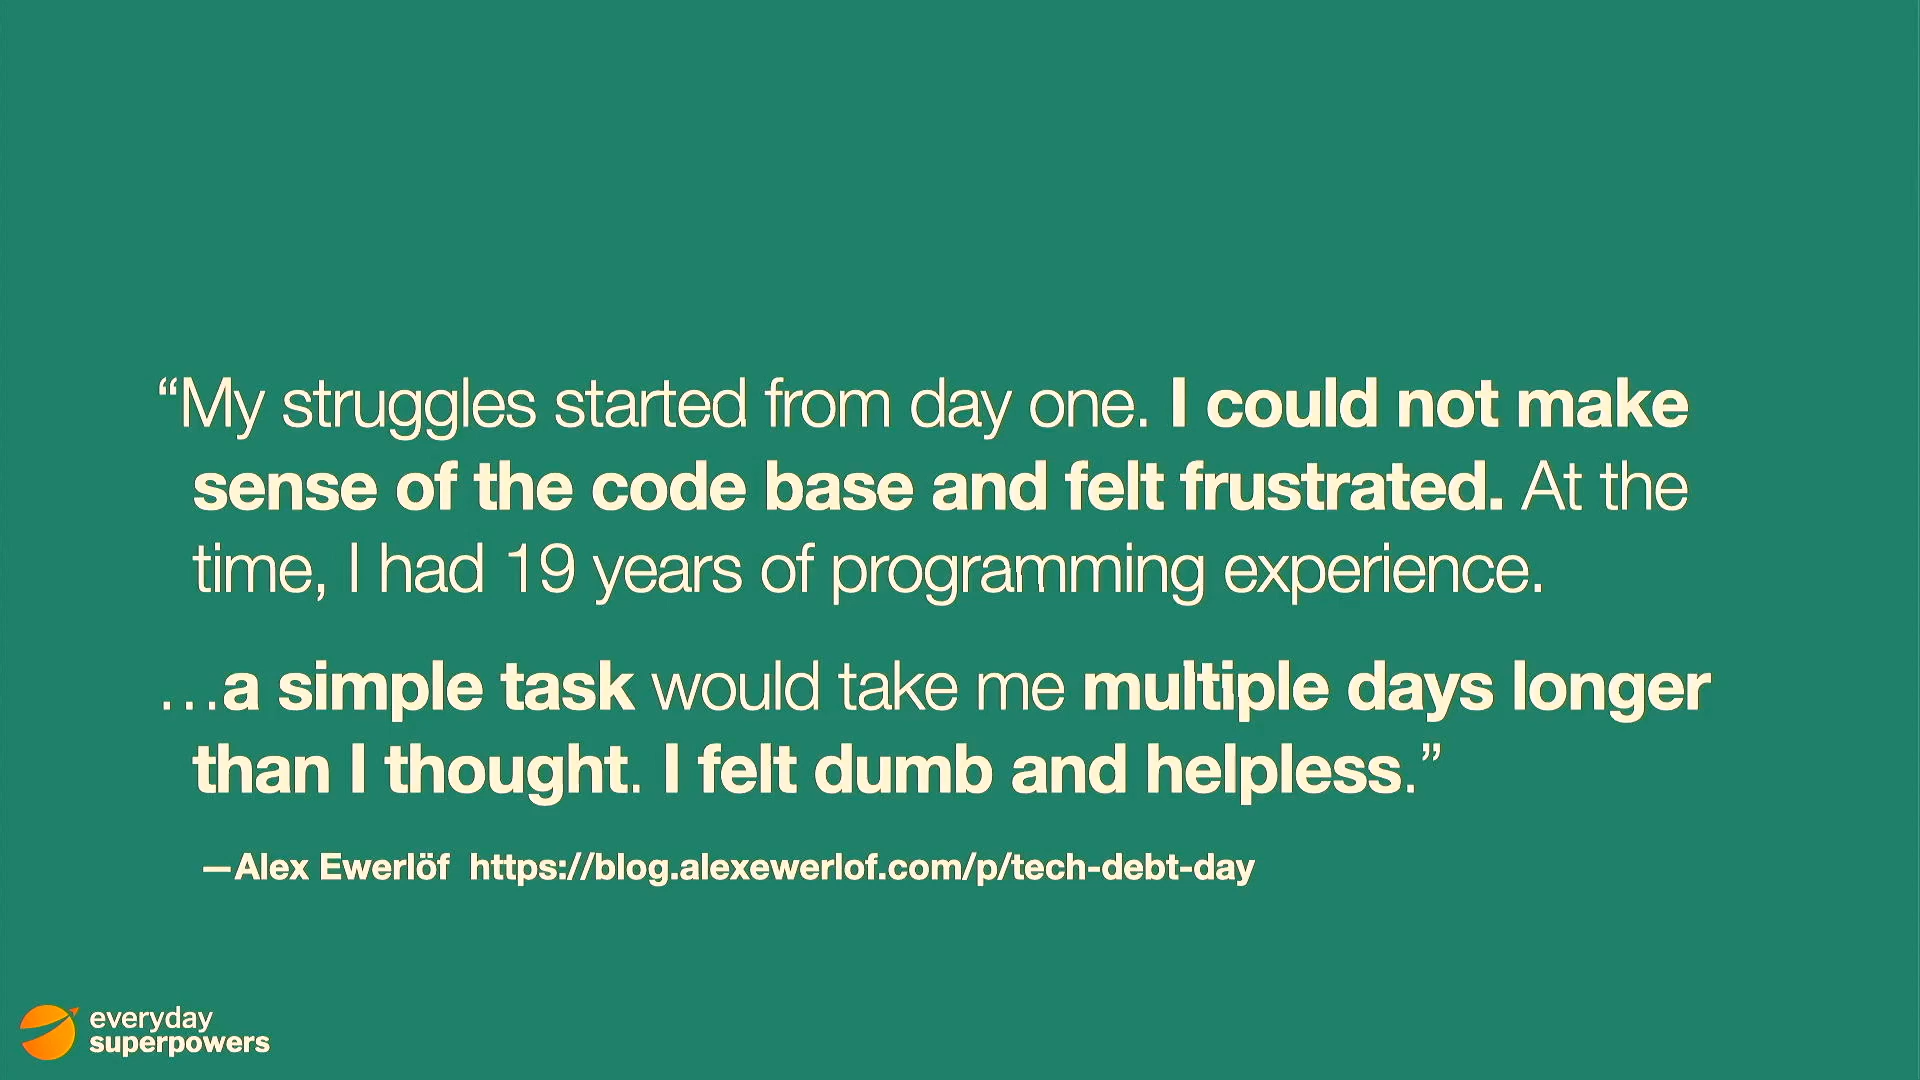 “My struggles started from day one. I could not make
sense of the code base and felt frustrated. At the
time, I had 19 years of programming experience.
…a simple task would take me multiple days longer
than I thought. I felt dumb and helpless.”
—Alex Ewerlöf  https://blog.alexewerlof.com/p/tech-debt-day
everyday
superpowers